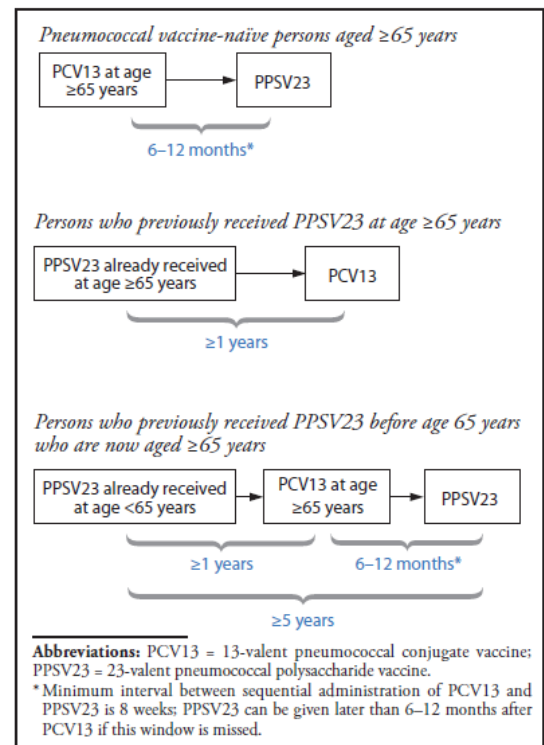 Pneumococcal vaccine-naïve persons aged ≥65 years
PCV13 at age
≥65 years
PPSV23
6–12 months*
Persons who previously received PPSV23 at age ≥65 years
PPSV23 already received
at age ≥65 years
PCV13
≥1 years
Persons who previously received PPSV23 before age 65 years
who are now aged ≥65 years
PPSV23 already received
at age <65 years
PCV13 at age
≥65 years
PPSV23
≥1 years
6–12 months*
≥5 years
Abbreviations: PCV13 = 13-valent pneumococcal conjugate vaccine;
PPSV23 = 23-valent pneumococcal polysaccharide vaccine.
* Minimum interval between sequential administration of PCV13 and
PPSV23 is 8 weeks; PPSV23 can be given later than 6–12 months after
PCV13 if this window is missed.